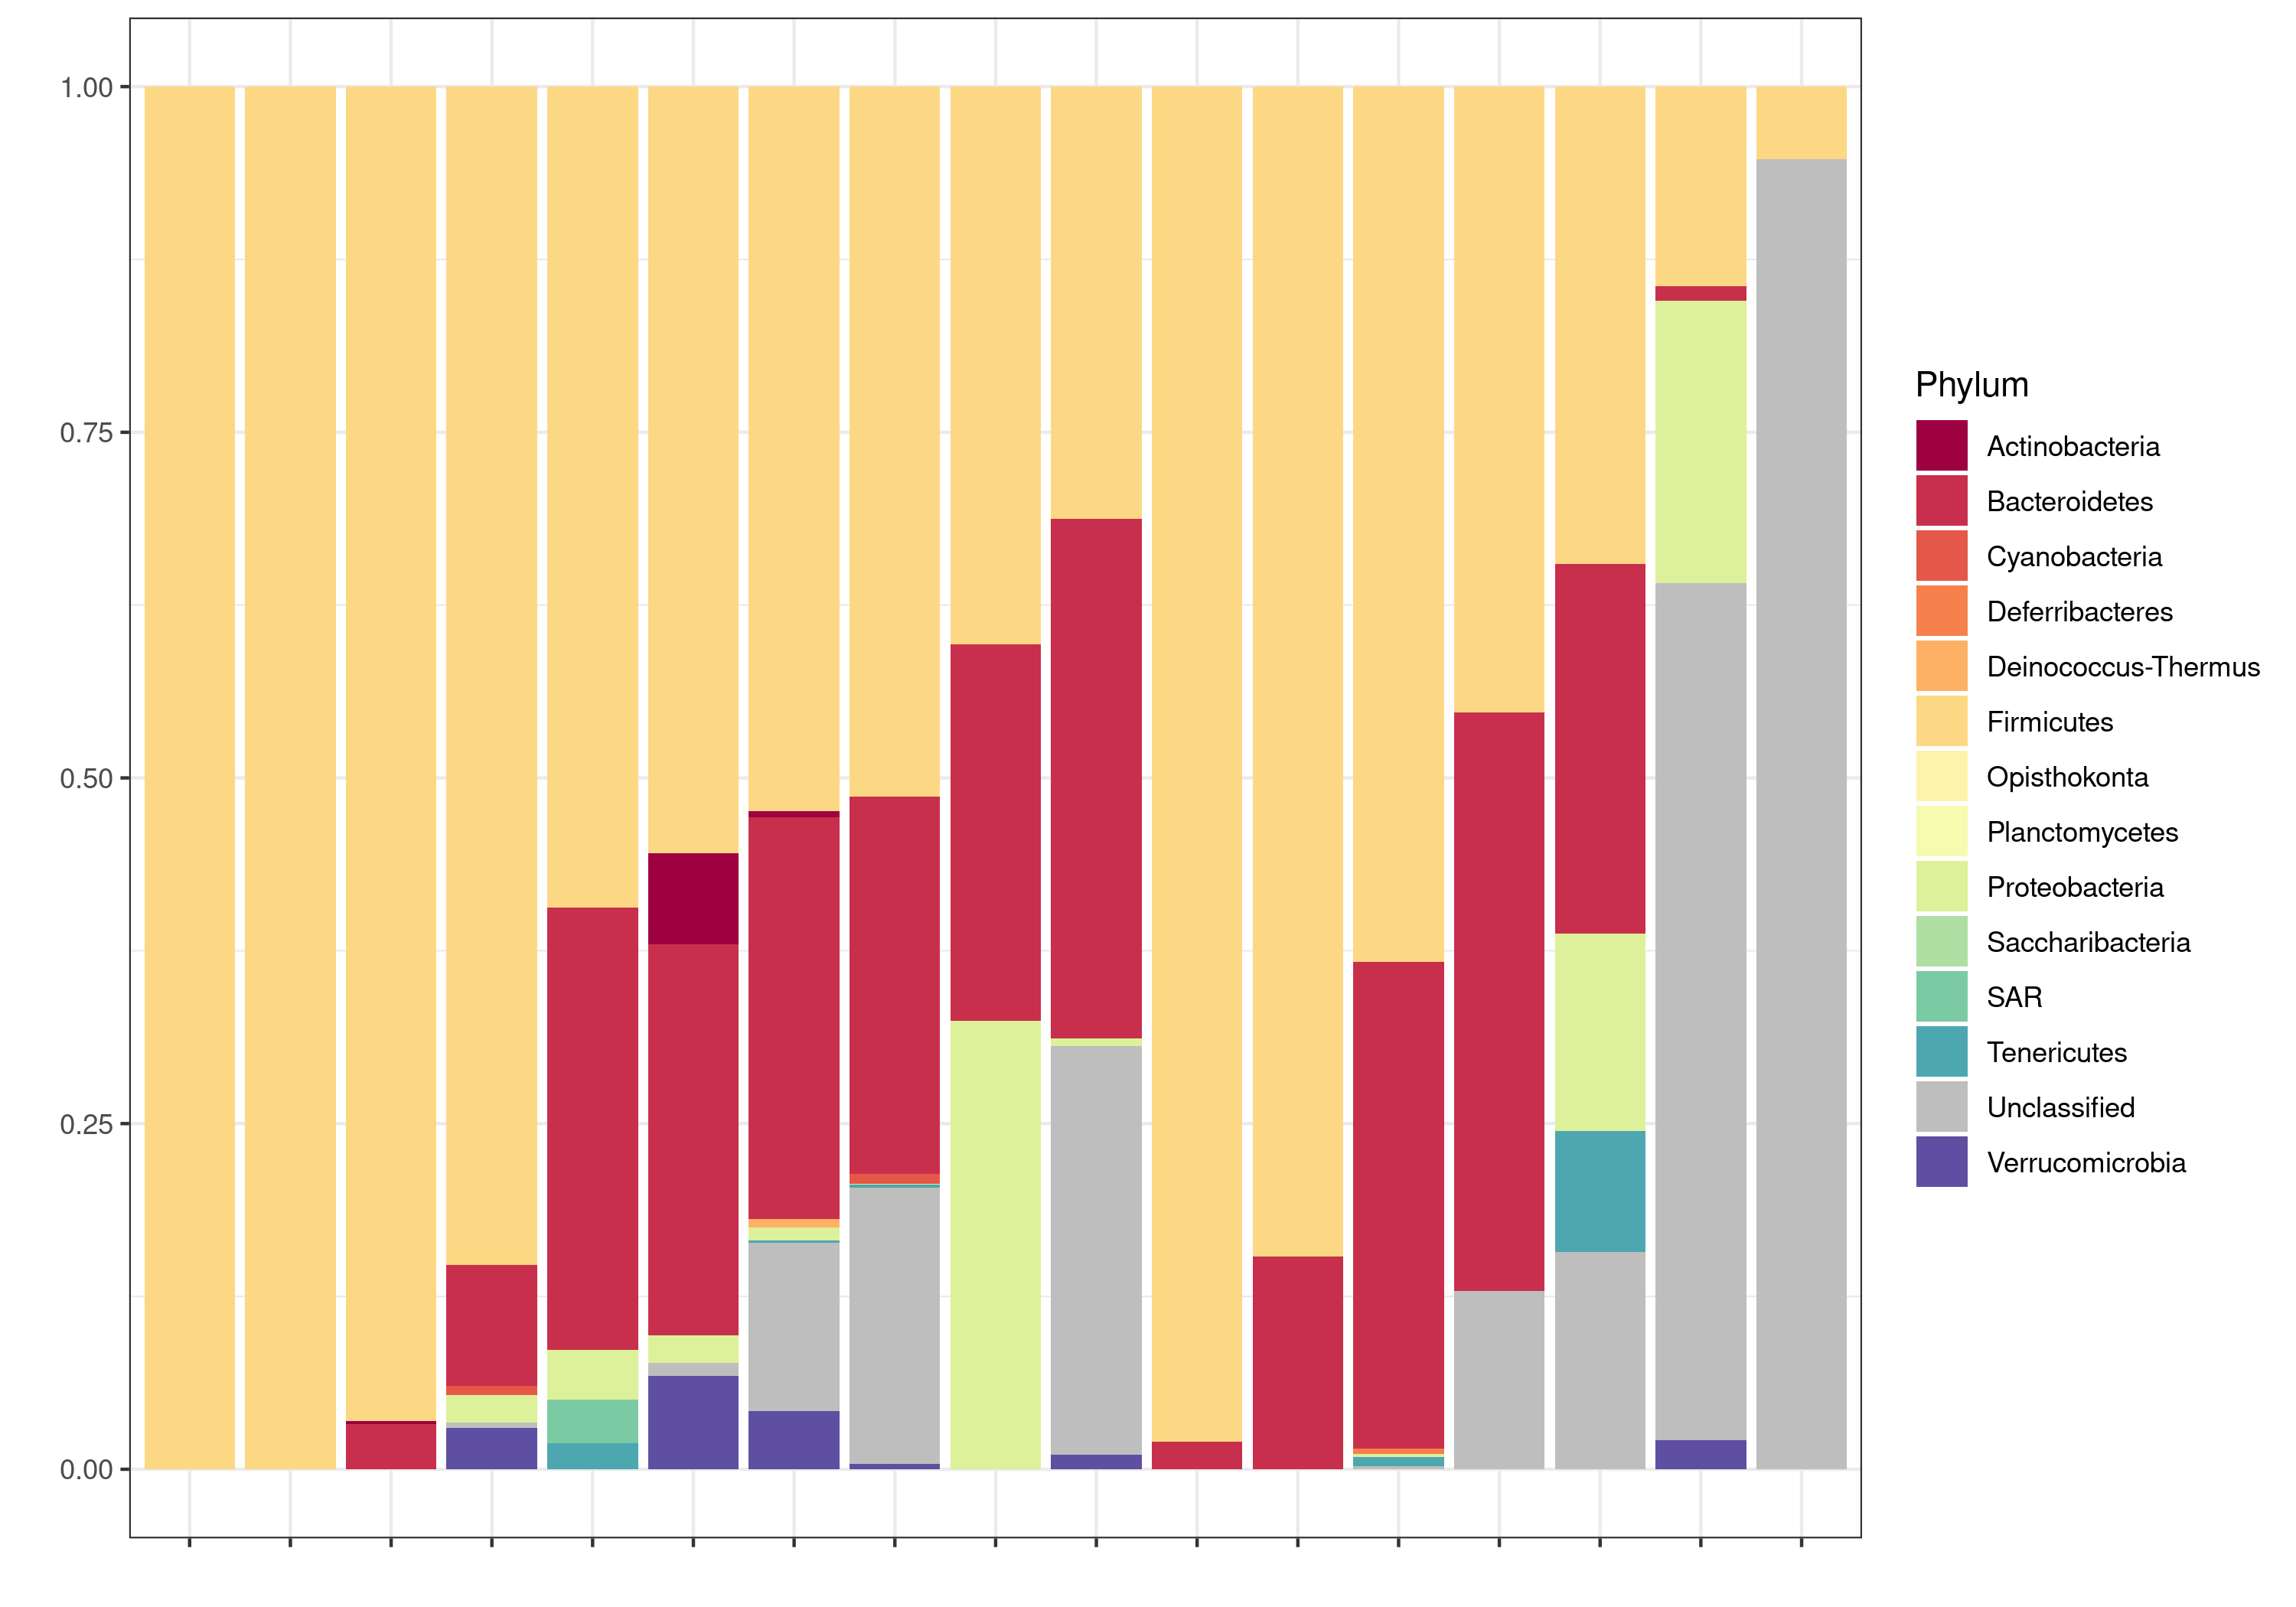 1.00
0.75
0.50
0.25
0.00
Phylum
Actinobacteria
Bacteroidetes
Cyanobacteria
Deferribacteres
Deinococcus-Thermus
Firmicutes
Opisthokonta
Planctomycetes
Proteobacteria
Saccharibacteria
SAR
Tenericutes
Unclassified
Verrucomicrobia